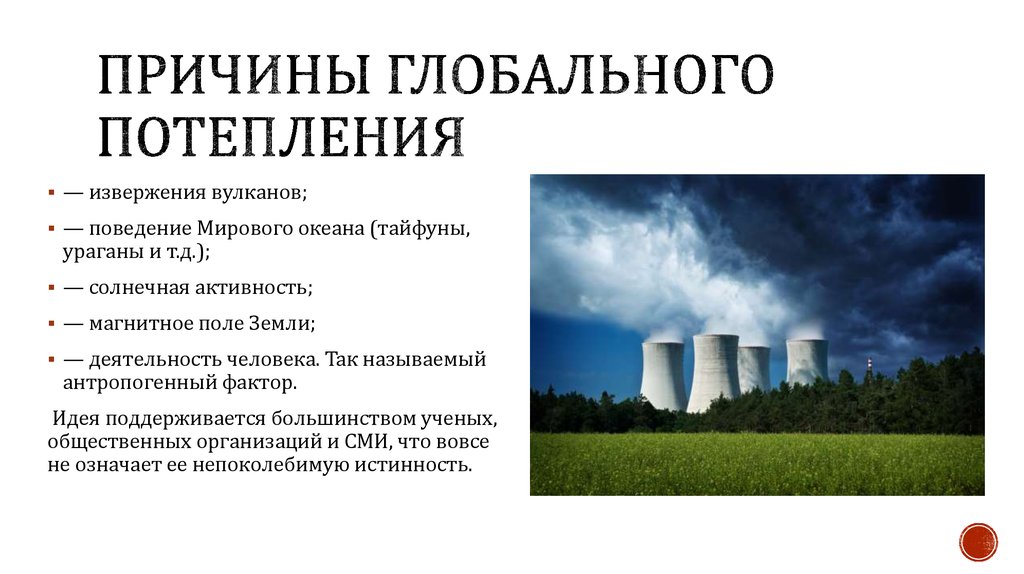 ПРИЧИНЫ ГЛОБАЛЬНОГО
ПОТЕПЛЕНИЯ
▪ — извержения вулканов;
▪ — поведение Мирового океана (тайфуны,
ураганы и т.д.);
▪ — солнечная активность;
▪ — магнитное поле Земли;
▪ — деятельность человека. Так называемый
антропогенный фактор.
Идея поддерживается большинством ученых,
общественных организаций и СМИ, что вовсе
не означает ее непоколебимую истинность.